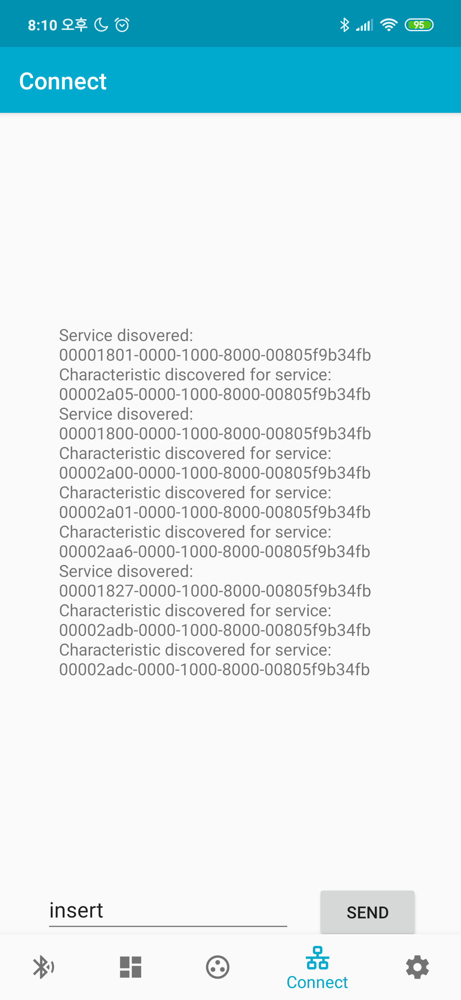 8:10 오후
95
Connect
Service disovered:
00001801-0000-1000-8000-00805f9b34fb
Characteristic discovered for service:
00002a05-0000-1000-8000-00805f9b34fb
Service disovered:
00001800-0000-1000-8000-00805f9b34fb
Characteristic discovered for service:
00002a00-0000-1000-8000-00805f9b34fb
Characteristic discovered for service:
00002a01-0000-1000-8000-00805f9b34fb
Characteristic discovered for service:
00002aa6-0000-1000-8000-00805f9b34fb
Service disovered:
00001827-0000-1000-8000-00805f9b34fb
Characteristic discovered for service:
00002adb-0000-1000-8000-00805f9b34fb
Characteristic discovered for service:
00002adc-0000-1000-8000-00805f9b34fb
insert
SEND
Connect